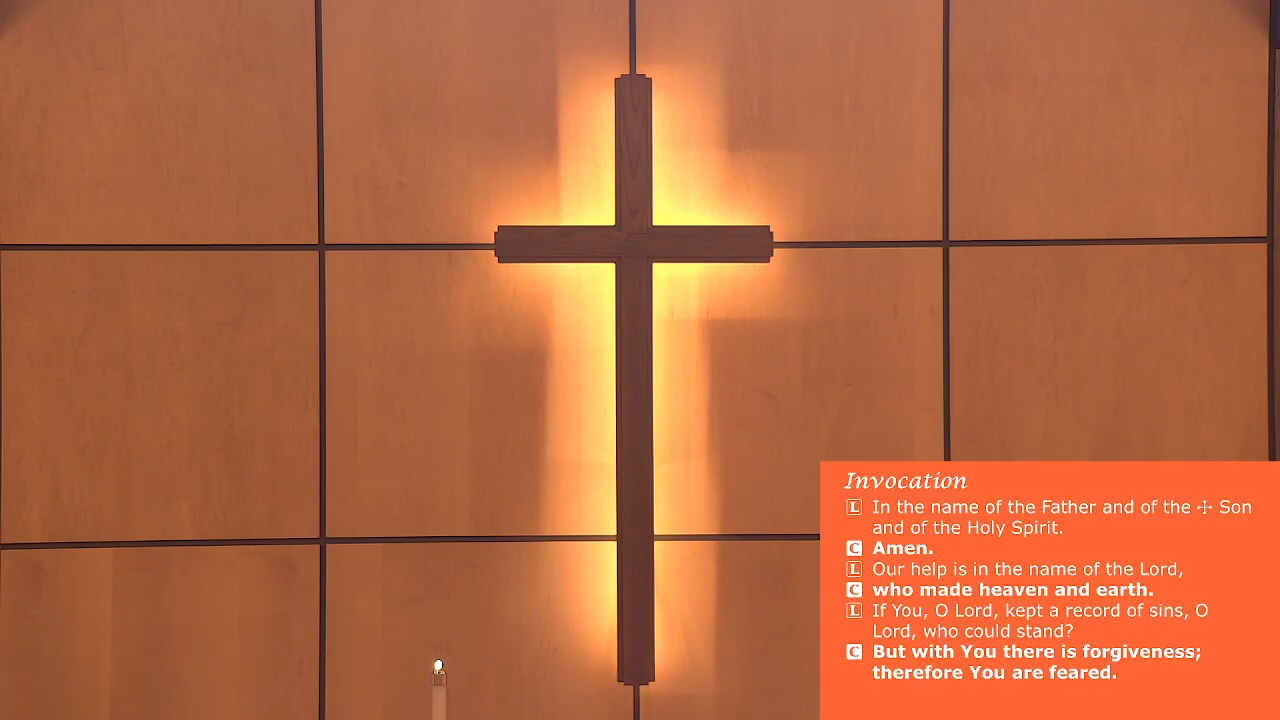 Invocation
L In the name of the Father and of the ☩ Son
and of the Holy Spirit.
C Amen.
L Our help is in the name of the Lord,
C who made heaven and earth.
L If You, O Lord, kept a record of sins, O
Lord, who could stand?
C But with You there is forgiveness;
therefore You are feared.